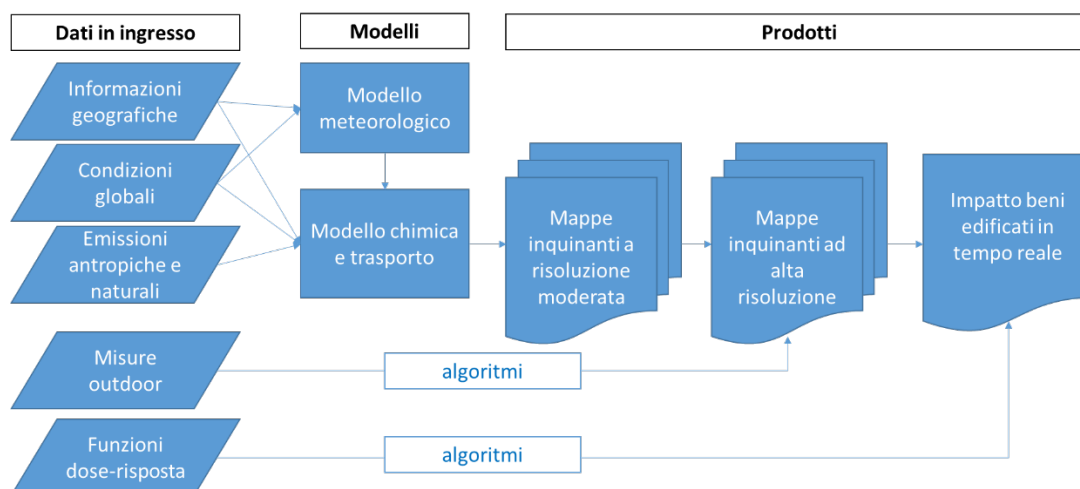 Dati in ingresso
Modelli
Prodotti
Informazioni
geografiche
Condizioni
globali
Emissioni
antropiche e
naturali
Misure
outdoor
Funzioni
dose-risposta
Modello
meteorologico
Modello chimica
e trasporto
algoritmi
algoritmi
Mappe
inquinanti a
risoluzione
moderata
Mappe
inquinanti ad
alta
risoluzione
Impatto beni
edificati in
tempo reale